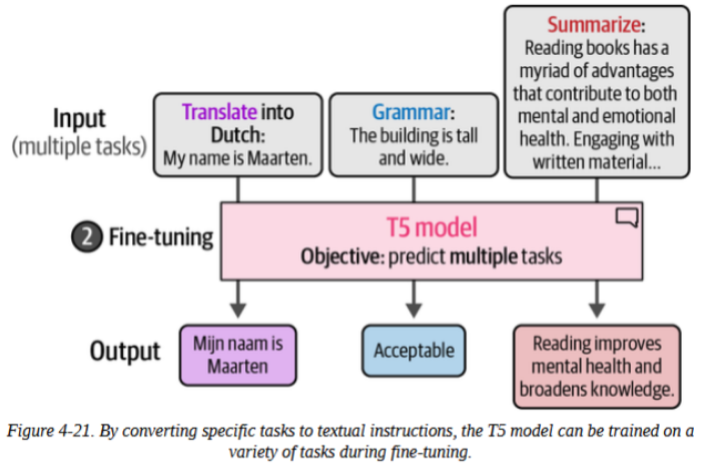 Input
(multiple tasks)
Translate into
Dutch:
My name is Maarten.
Grammar:
The building is tall
and wide.
Summarize:
Reading books has a
myriad of advantages
that contribute to both
mental and emotional
health. Engaging with
written material...
2 Fine-tuning
T5 model
Objective: predict multiple tasks
Output
Mijn naam is
Maarten
Acceptable
Reading improves
mental health and
broadens knowledge.
Figure 4-21. By converting specific tasks to textual instructions, the T5 model can be trained on a
variety of tasks during fine-tuning.